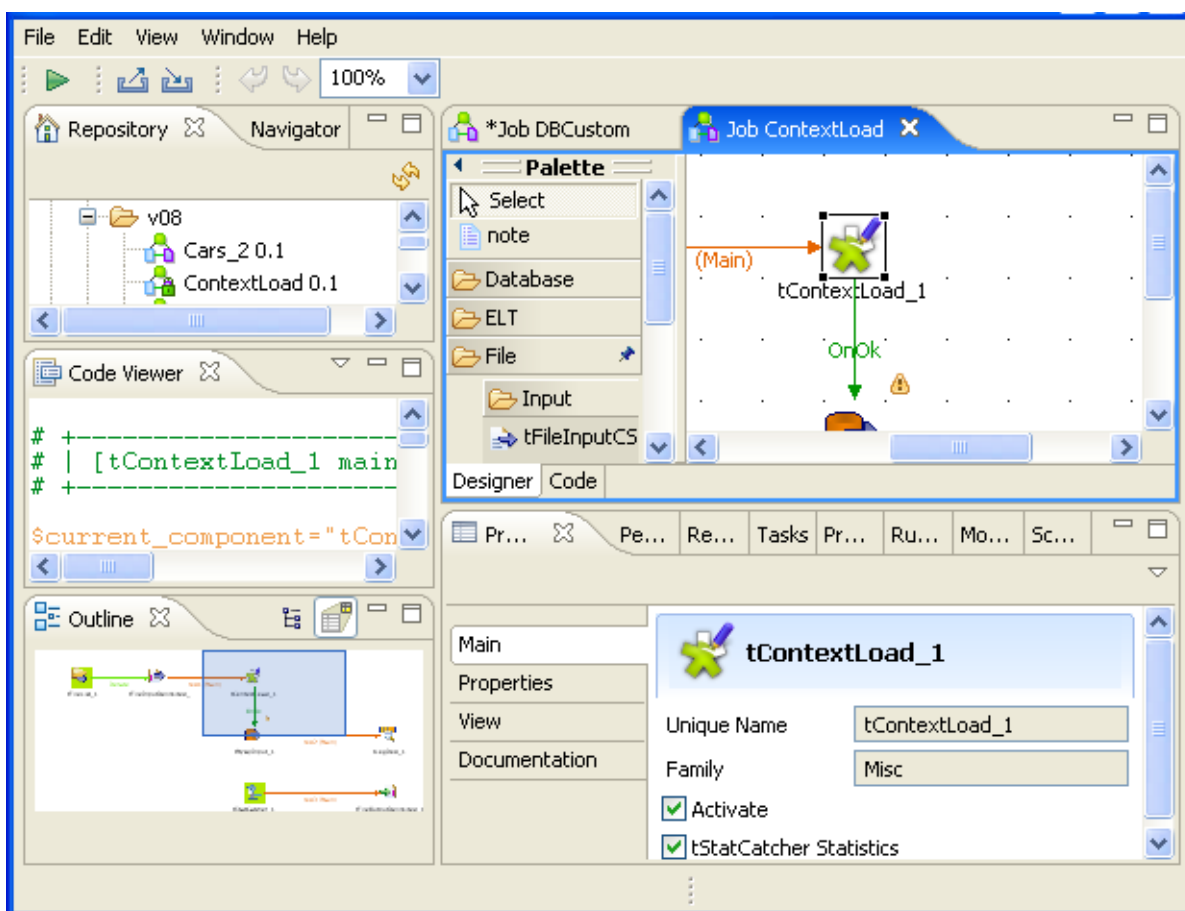 File Edit View Window Help
100%
Repository Navigator
v08
Cars_2 0.1
ContextLoad 0.1
Code Viewer
# +--------------------
# | [tContextLoad_1 main
# +--------------------
$current_component="tCon
Outline
*Job DBCustom Job ContextLoad
Palette
Select
note
Database
ELT
File
Input
tFileInputCS
(Main)
tContextLoad_1
OnOk
Designer Code
Pr... Pe... Re... Tasks Pr... Ru... Mo... Sc...
Main
Properties
View
Documentation
tContextLoad_1
Unique Name tContextLoad_1
Family Misc
Activate
tStatCatcher Statistics